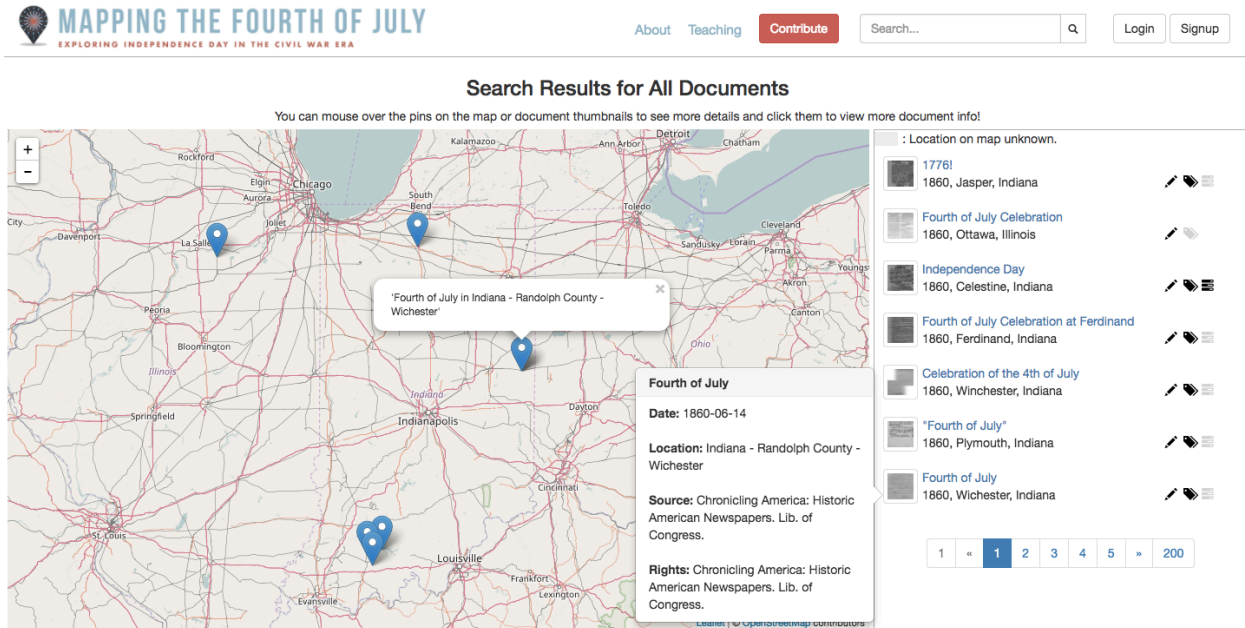 MAPPING THE FOURTH OF JULY
EXPLORING INDEPENDENCE DAY IN THE CIVIL WAR ERA
About Teaching Contribute Search... Login Signup
Search Results for All Documents
You can mouse over the pins on the map or document thumbnails to see more details and click them to view more document info!
+
-
Rockford
Elgin
Chicago
Aurora
Joliet
City
Davenport
La Salle
Kalamazoo
Ann Arbor
Detroit
Chatham
South
Bend
Toledo
Cleveland
Sandusky
Lorain
Parma
Youngs
Akron
Canton
'Fourth of July in Indiana - Randolph County -
Wichester'
×
Peoria
Bloomington
Illinois
Springfield
Ohio
Indiana
Indianapolis
Dayton
Cincinnati
St. Louis
Louisville
Frankfort
Lexington
Evansville
Fourth of July
Date: 1860-06-14
Location: Indiana - Randolph County -
Wichester
Source: Chronicling America: Historic
American Newspapers. Lib. of
Congress.
Rights: Chronicling America: Historic
American Newspapers. Lib. of
Congress.
Leaflet | © OpenStreetMap contributors
: Location on map unknown.
1776!
1860, Jasper, Indiana
Fourth of July Celebration
1860, Ottawa, Illinois
Independence Day
1860, Celestine, Indiana
Fourth of July Celebration at Ferdinand
1860, Ferdinand, Indiana
Celebration of the 4th of July
1860, Winchester, Indiana
"Fourth of July"
1860, Plymouth, Indiana
Fourth of July
1860, Wichester, Indiana
1 « 1 2 3 4 5 » 200